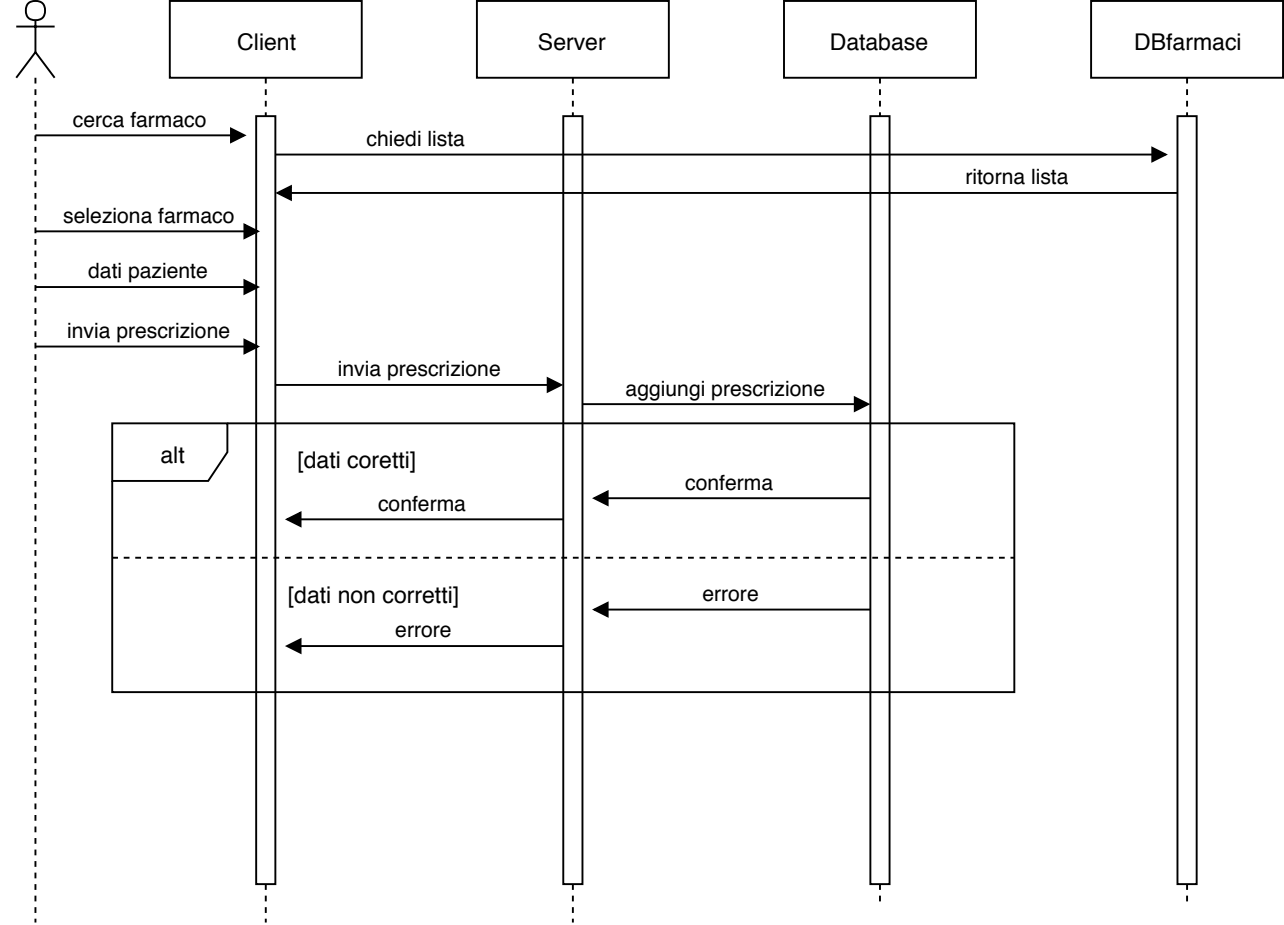 Client
Server
Database
DBfarmaci
cerca farmaco
chiedi lista
ritorna lista
seleziona farmaco
dati paziente
invia prescrizione
invia prescrizione
aggiungi prescrizione
alt
[dati coretti]
conferma
conferma
[dati non corretti]
errore
errore